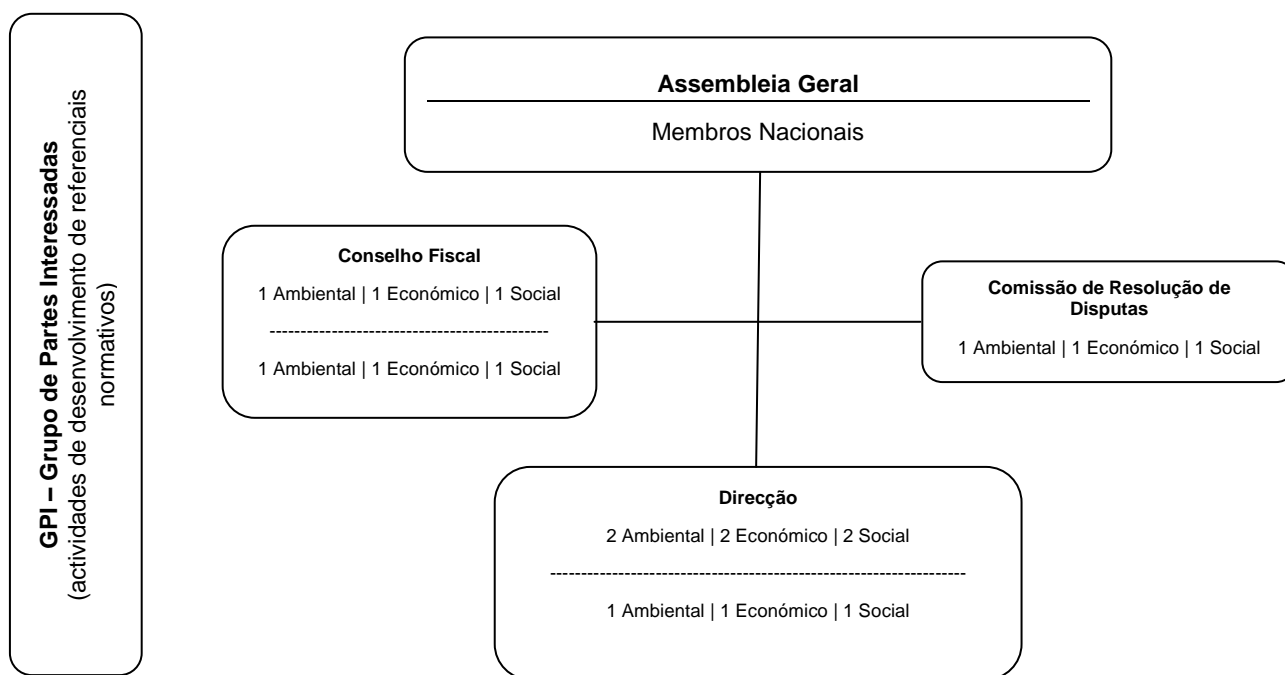 GPI – Grupo de Partes Interessadas
(actividades de desenvolvimento de referenciais
normativos)
Assembleia Geral
Membros Nacionais
Conselho Fiscal
1 Ambiental | 1 Económico | 1 Social
---------------------------------------------
1 Ambiental | 1 Económico | 1 Social
Comissão de Resolução de
Disputas
1 Ambiental | 1 Económico | 1 Social
Direcção
2 Ambiental | 2 Económico | 2 Social
-------------------------------------------------------------------
1 Ambiental | 1 Económico | 1 Social